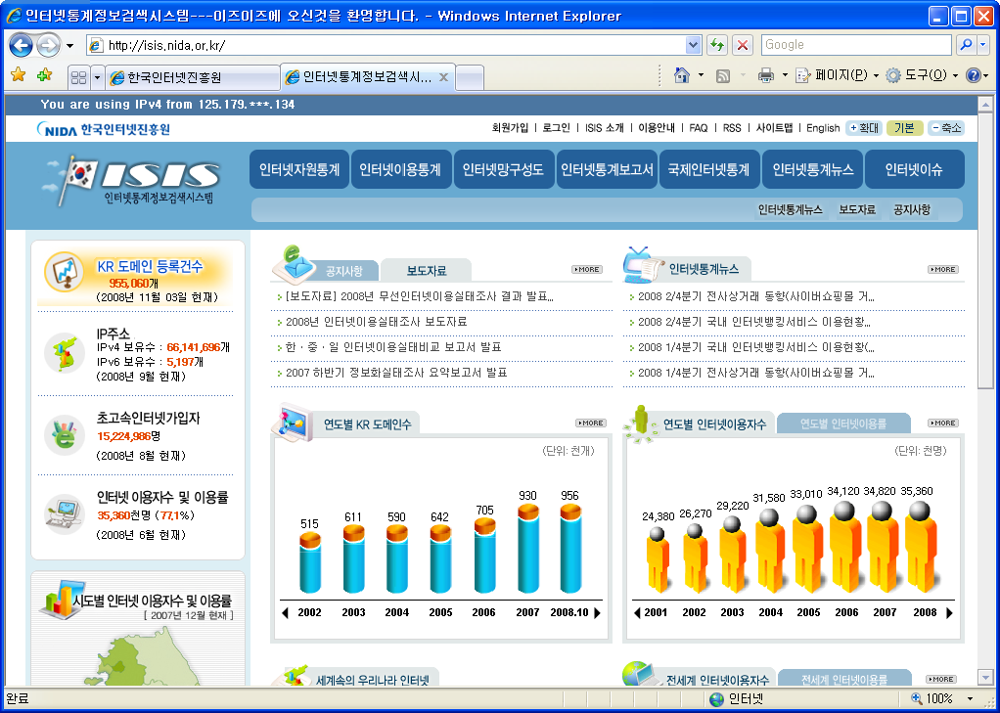 인터넷통계정보검색시스템---이즈이즈에 오신것을 환영합니다. - Windows Internet Explorer
http://isis.nida.or.kr/
Google
한국인터넷진흥원
인터넷통계정보검색시...
페이지(P)
도구(O)
You are using IPv4 from 125.179.***.134
NIDA 한국인터넷진흥원
회원가입 | 로그인 | ISIS 소개 | 이용안내 | FAQ | RSS | 사이트맵 | English
+ 확대 기본 - 축소
ISIS
인터넷통계정보검색시스템
인터넷자원통계 인터넷이용통계 인터넷망구성도 인터넷통계보고서 국제인터넷통계 인터넷통계뉴스 인터넷이슈
인터넷통계뉴스 보도자료 공지사항
KR 도메인 등록건수
955,060개
(2008년 11월 03일 현재)
IP주소
IPv4 보유수 : 66,141,696개
IPv6 보유수 : 5,197개
(2008년 9월 현재)
초고속인터넷가입자
15,224,986명
(2008년 8월 현재)
인터넷 이용자수 및 이용률
35,360천명 (77.1%)
(2008년 6월 현재)
시도별 인터넷 이용자수 및 이용률
[ 2007년 12월 현재 ]
공지사항 보도자료 MORE
[보도자료] 2008년 무선인터넷이용실태조사 결과 발표...
2008년 인터넷이용실태조사 보도자료
한ㆍ중ㆍ일 인터넷이용실태비교 보고서 발표
2007 하반기 정보화실태조사 요약보고서 발표
인터넷통계뉴스 MORE
2008 2/4분기 전사상거래 동향(사이버쇼핑몰 거...
2008 2/4분기 국내 인터넷뱅킹서비스 이용현황...
2008 1/4분기 국내 인터넷뱅킹서비스 이용현황(...
2008 1/4분기 전사상거래 동향(사이버쇼핑몰 거...
연도별 KR 도메인수 MORE
(단위: 천개)
515 611 590 642 705 930 956
2002 2003 2004 2005 2006 2007 2008.10
연도별 인터넷이용자수 연도별 인터넷이용률 MORE
(단위: 천명)
24,380 26,270 29,220 31,580 33,010 34,120 34,820 35,360
2001 2002 2003 2004 2005 2006 2007 2008
세계속의 우리나라 인터넷
전세계 인터넷이용자수 전세계 인터넷이용률 MORE
완료
인터넷
100%